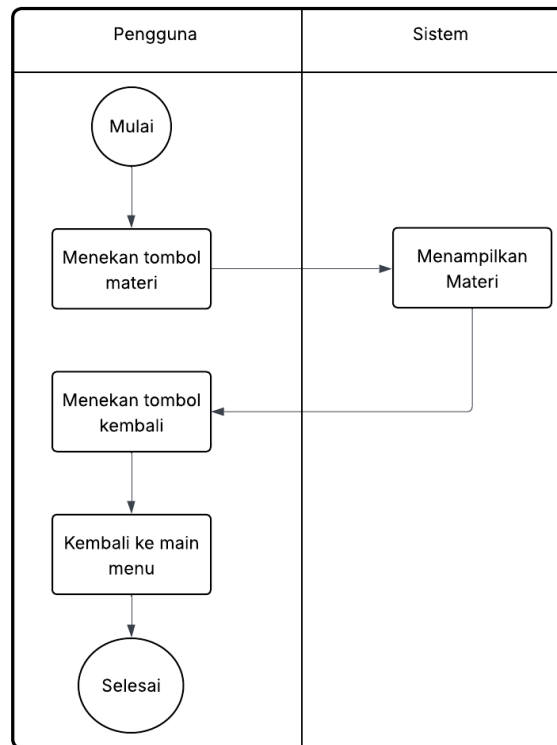 Pengguna
Sistem
Mulai
Menekan tombol
materi
Menampilkan
Materi
Menekan tombol
kembali
Kembali ke main
menu
Selesai